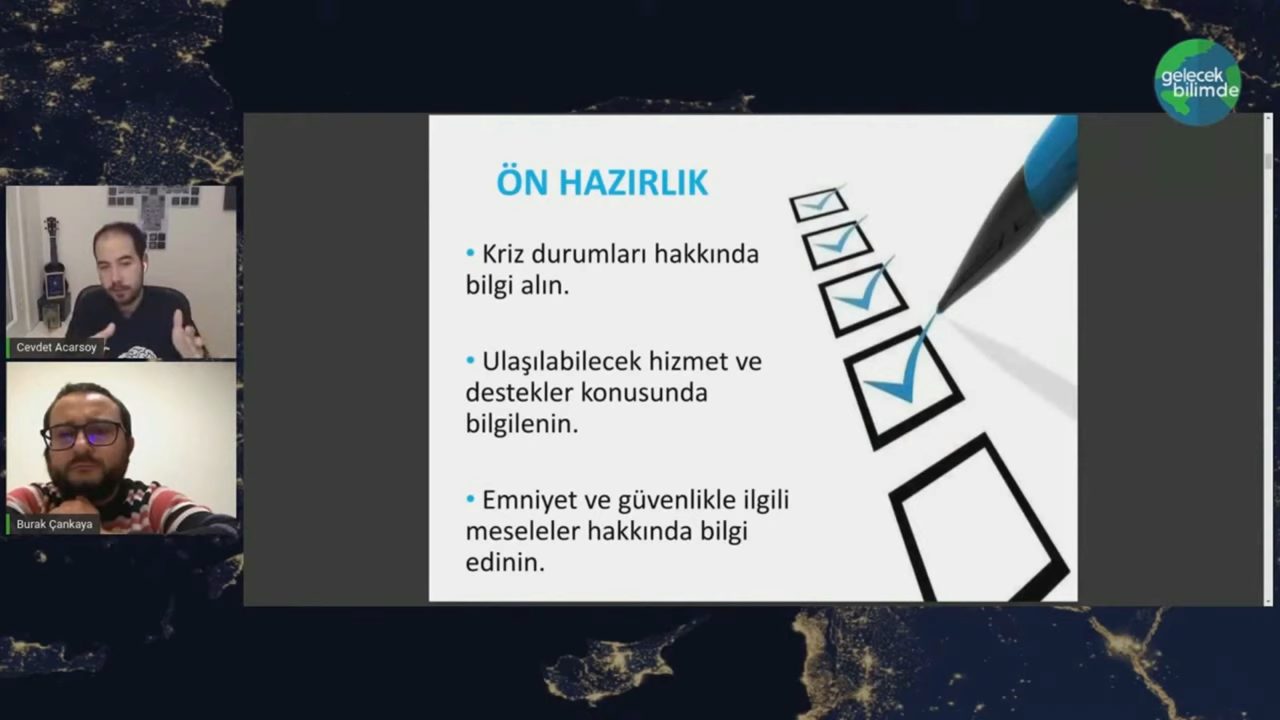 gelecek
bilimde
ÖN HAZIRLIK
• Kriz durumları hakkında
bilgi alın.
• Ulaşılabilecek hizmet ve
destekler konusunda
bilgilenin.
• Emniyet ve güvenlikle ilgili
meseleler hakkında bilgi
edinin.
Cevdet Acarsoy
Burak Çankaya